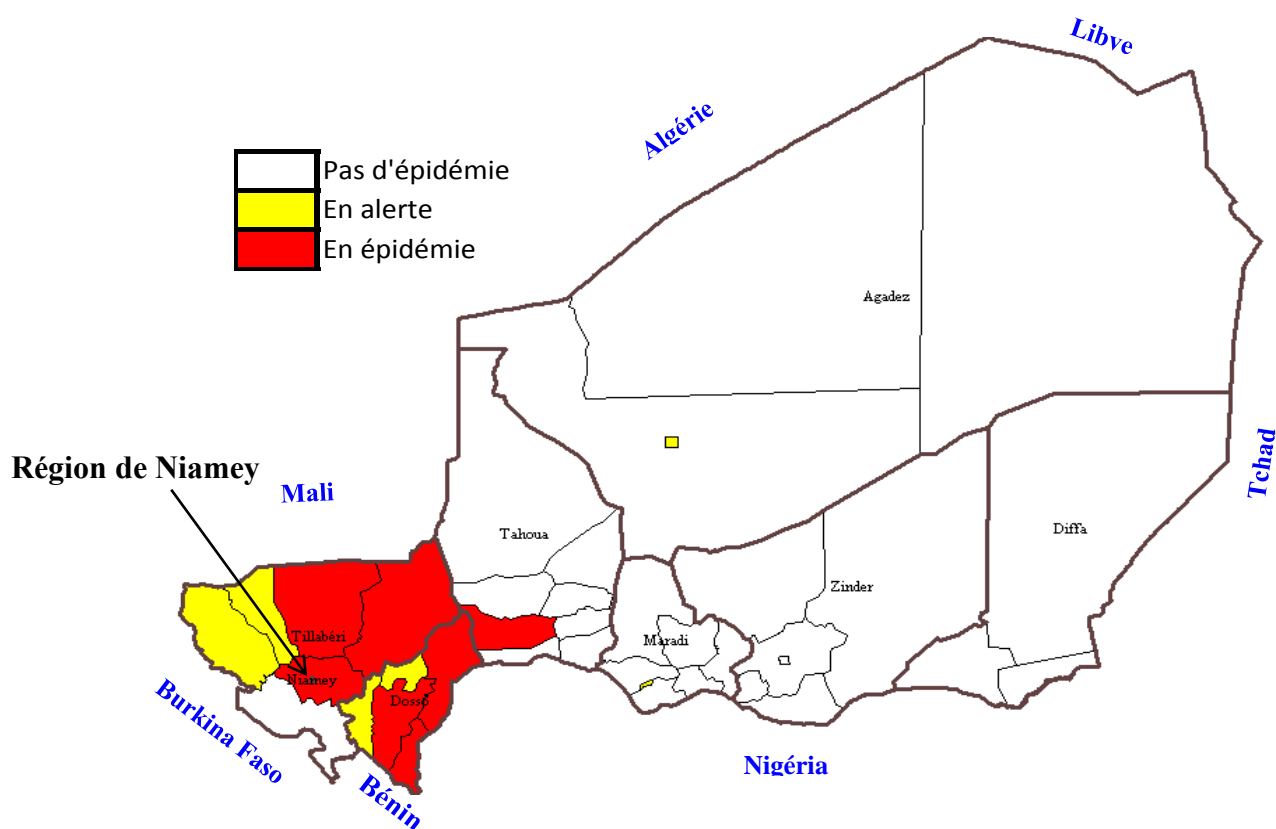 Libye
Algérie
Pas d'épidémie
En alerte
En épidémie
Agadez
Région de Niamey
Mali
Tchad
Tahoua
Diffa
Zinder
Tillabéri
Maradi
Niamey
Dosso
Burkina Faso
Bénin
Nigéria